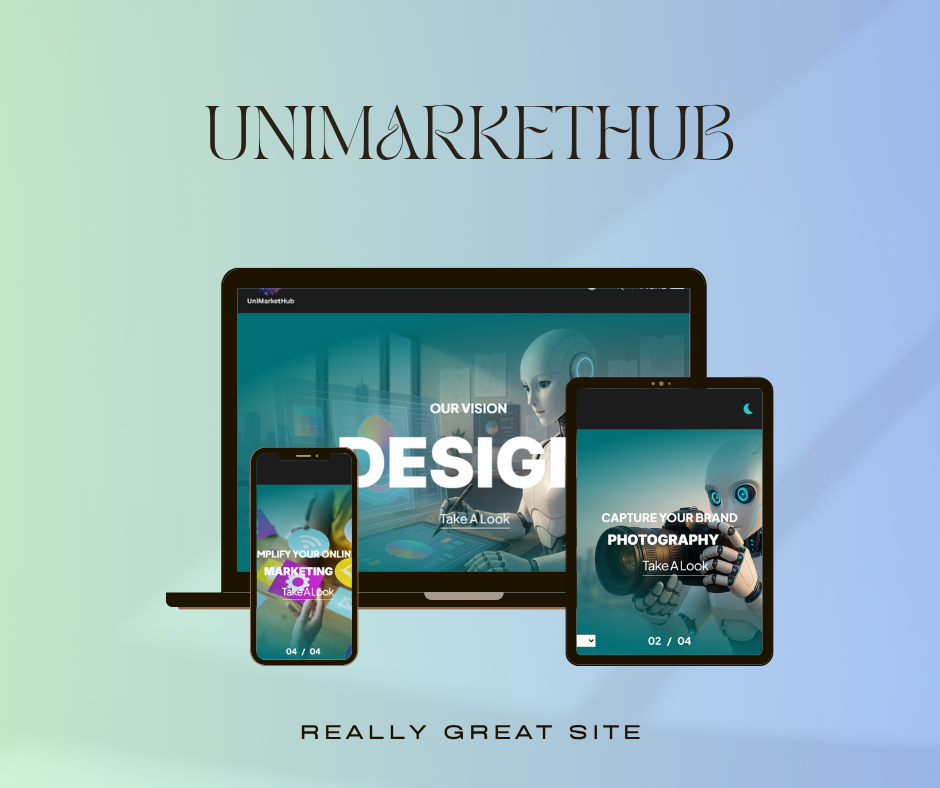 UNIMARKETHUB
UniMarketHub
OUR VISION
DESIG
Take A Look
CAPTURE YOUR BRAND
PHOTOGRAPHY
Take A Look
02 / 04
MPLIFY YOUR ONLIN
MARKETING
Take A Look
04 / 04
REALLY GREAT SITE